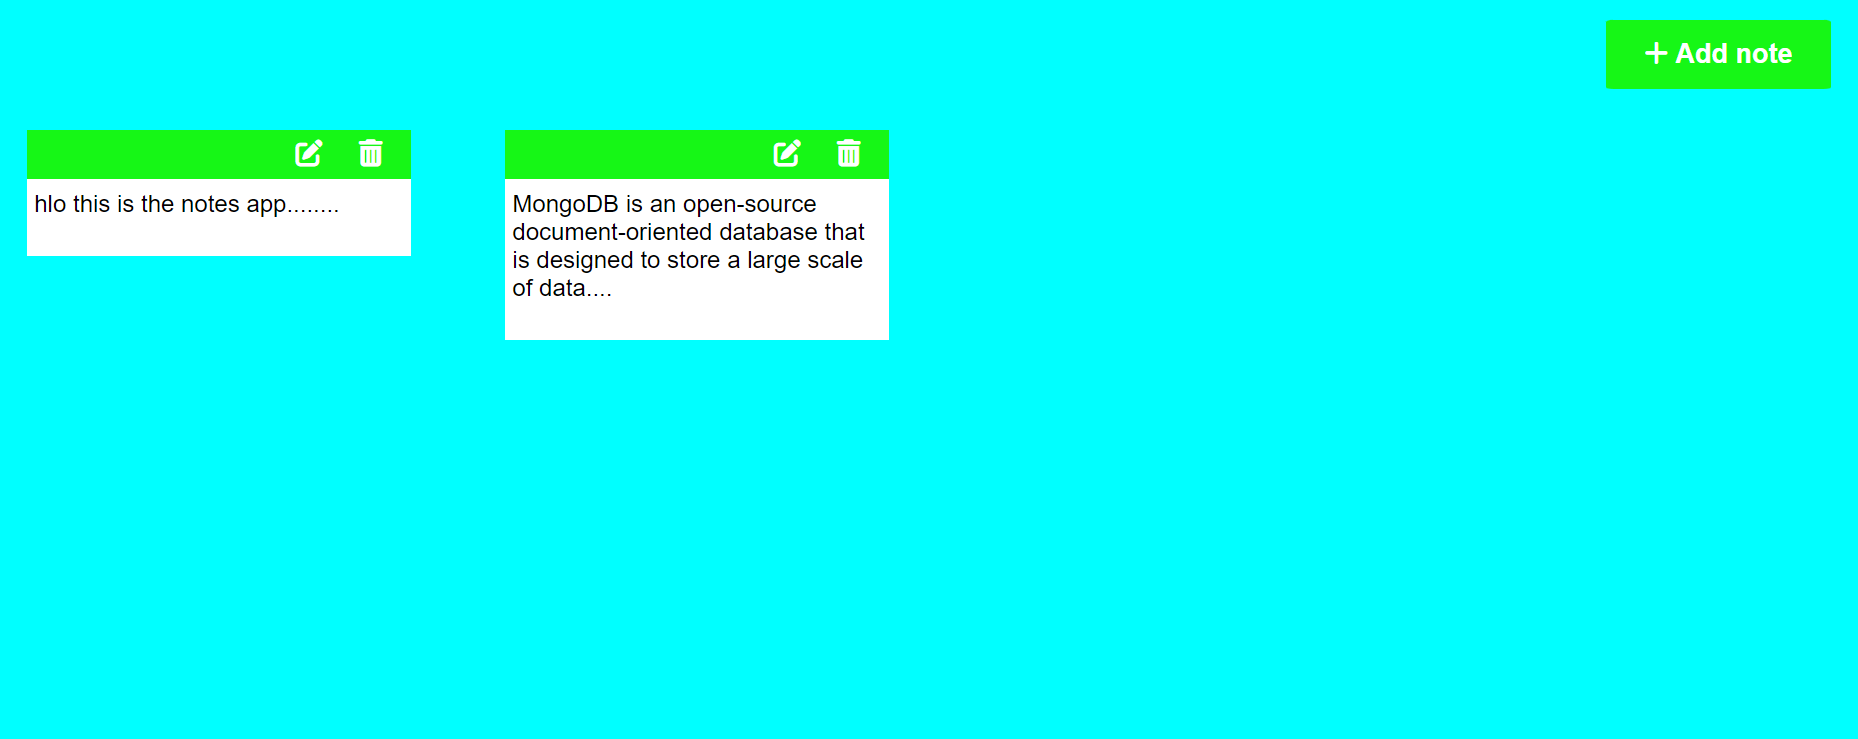 Add note
hlo this is the notes app........
MongoDB is an open-source
document-oriented database that
is designed to store a large scale
of data....